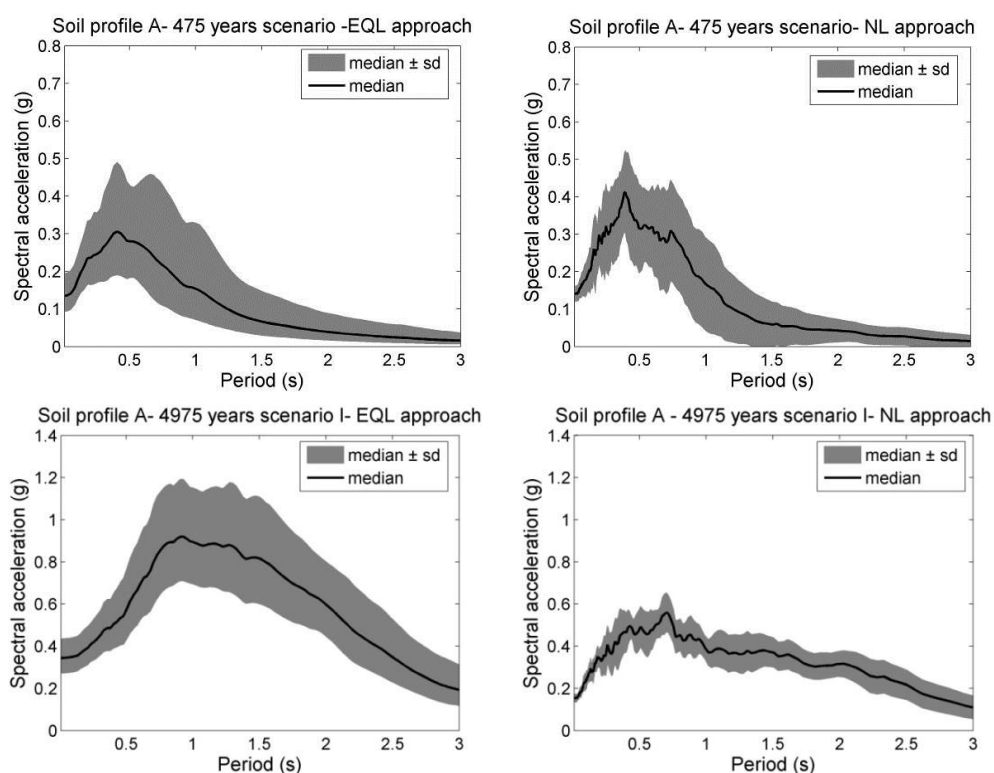 Soil profile A- 475 years scenario -EQL approach
0.8
0.7
0.6
0.5
0.4
0.3
0.2
0.1
0
Spectral acceleration (g)
median ± sd
median
0.5 1 1.5 2 2.5 3
Period (s)
Soil profile A- 475 years scenario- NL approach
0.8
0.7
0.6
0.5
0.4
0.3
0.2
0.1
0
Spectral acceleration (g)
median ± sd
median
0.5 1 1.5 2 2.5 3
Period (s)
Soil profile A- 4975 years scenario I- EQL approach
1.4
1.2
1
0.8
0.6
0.4
0.2
0
Spectral acceleration (g)
median ± sd
median
0.5 1 1.5 2 2.5 3
Period (s)
Soil profile A - 4975 years scenario I- NL approach
1.4
1.2
1
0.8
0.6
0.4
0.2
0
Spectral acceleration (g)
median ± sd
median
0.5 1 1.5 2 2.5 3
Period (s)